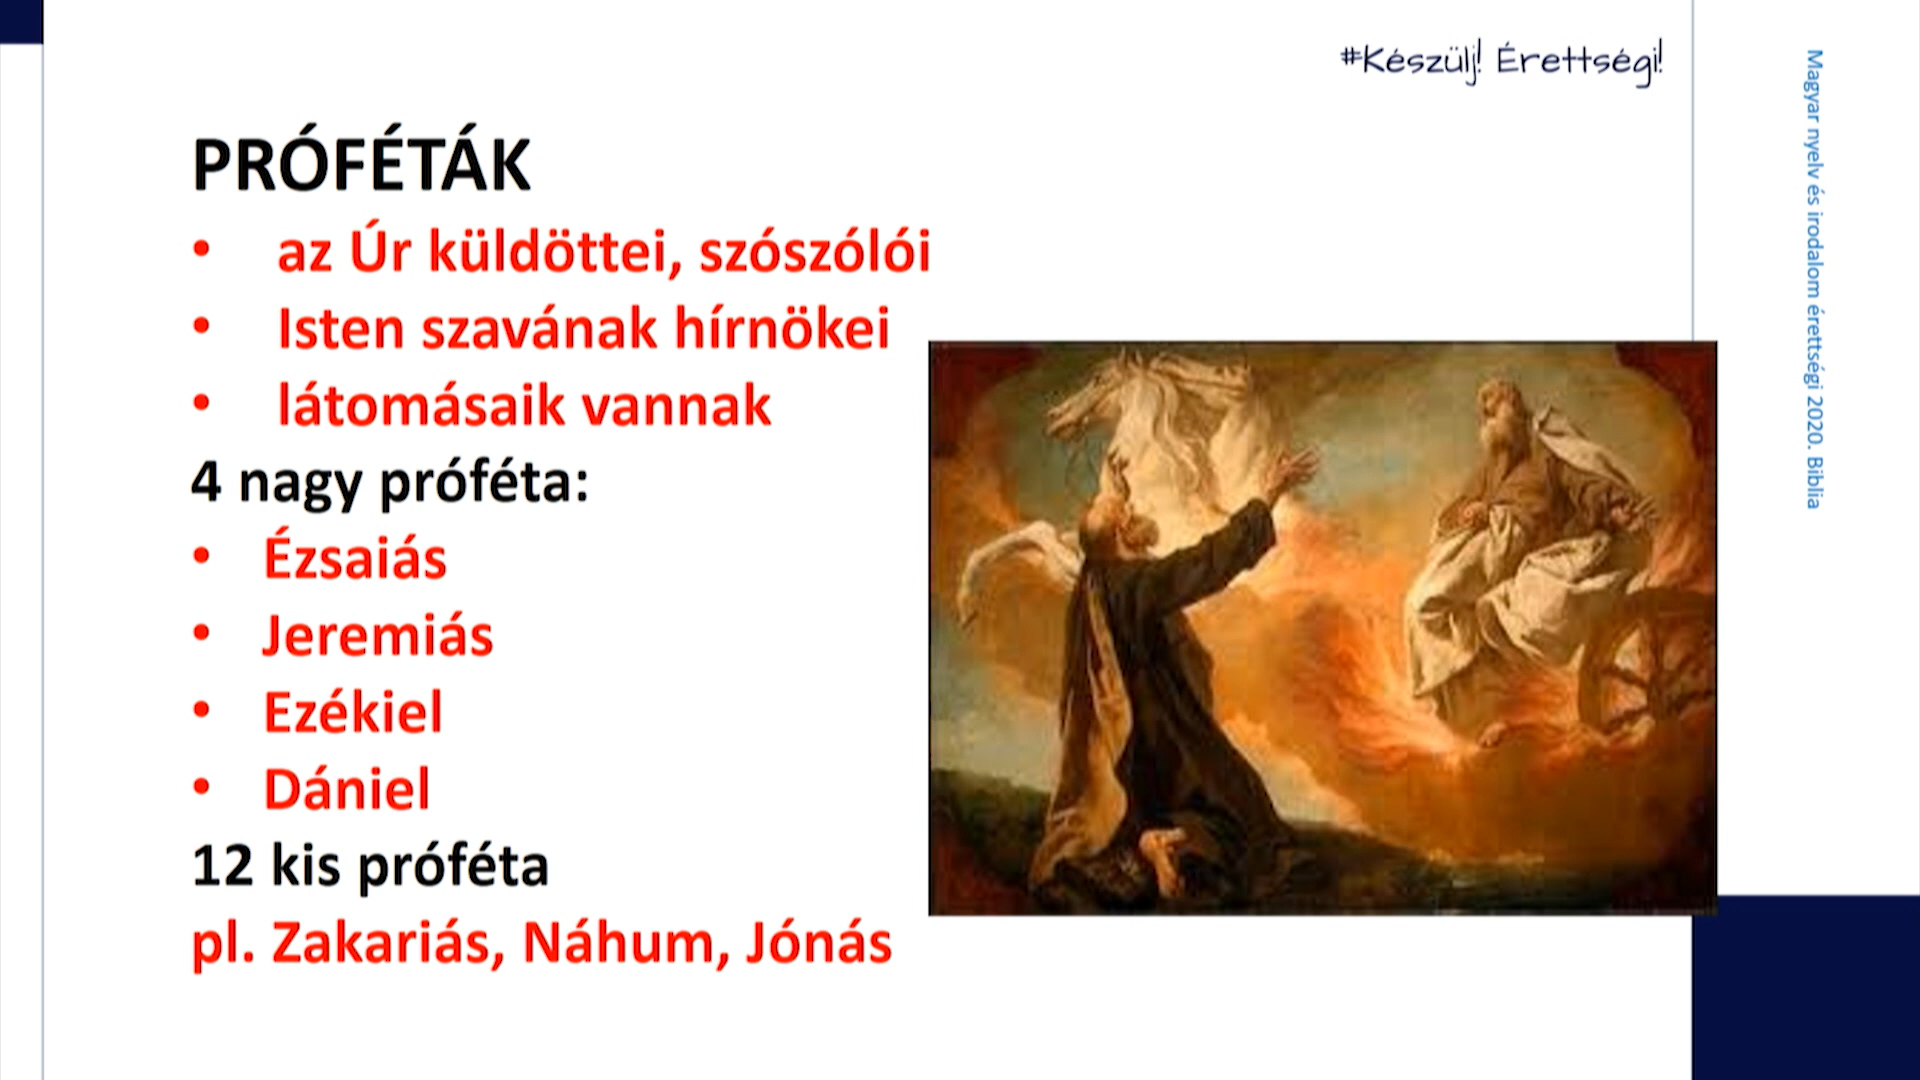 #Készülj! Érettségi!
PRÓFÉTÁK
• az Úr küldöttei, szószólói
• Isten szavának hírnökei
• látomásaik vannak
4 nagy próféta:
• Ézsaiás
• Jeremiás
• Ezékiel
• Dániel
12 kis próféta
pl. Zakariás, Náhum, Jónás
Magyar nyelv és irodalom érettségi 2020. Biblia